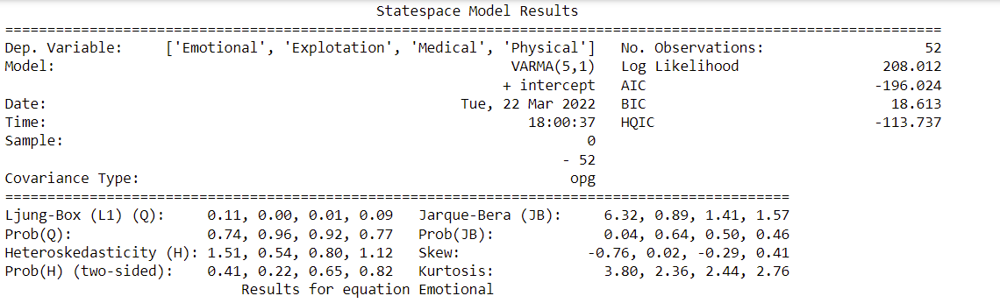 Statespace Model Results
==============================================================================================================
Dep. Variable:     ['Emotional', 'Explotation', 'Medical', 'Physical']   No. Observations:                   52
Model:                                                      VARMA(5,1)   Log Likelihood                 208.012
                                                           + intercept   AIC                           -196.024
Date:                                                 Tue, 22 Mar 2022   BIC                             18.613
Time:                                                         18:00:37   HQIC                          -113.737
Sample:                                                              0
                                                                  - 52
Covariance Type:                                                   opg
==============================================================================================
Ljung-Box (L1) (Q):     0.11, 0.00, 0.01, 0.09   Jarque-Bera (JB):     6.32, 0.89, 1.41, 1.57
Prob(Q):                0.74, 0.96, 0.92, 0.77   Prob(JB):             0.04, 0.64, 0.50, 0.46
Heteroskedasticity (H): 1.51, 0.54, 0.80, 1.12   Skew:               -0.76, 0.02, -0.29, 0.41
Prob(H) (two-sided):    0.41, 0.22, 0.65, 0.82   Kurtosis:             3.80, 2.36, 2.44, 2.76
Results for equation Emotional